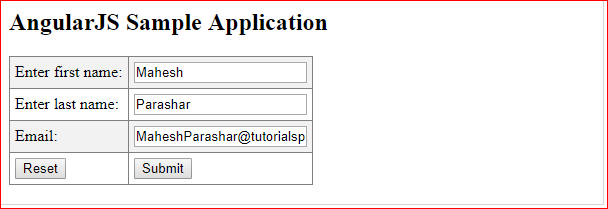 AngularJS Sample Application
Enter first name: Mahesh
Enter last name: Parashar
Email: MaheshParashar@tutorialsp
Reset Submit